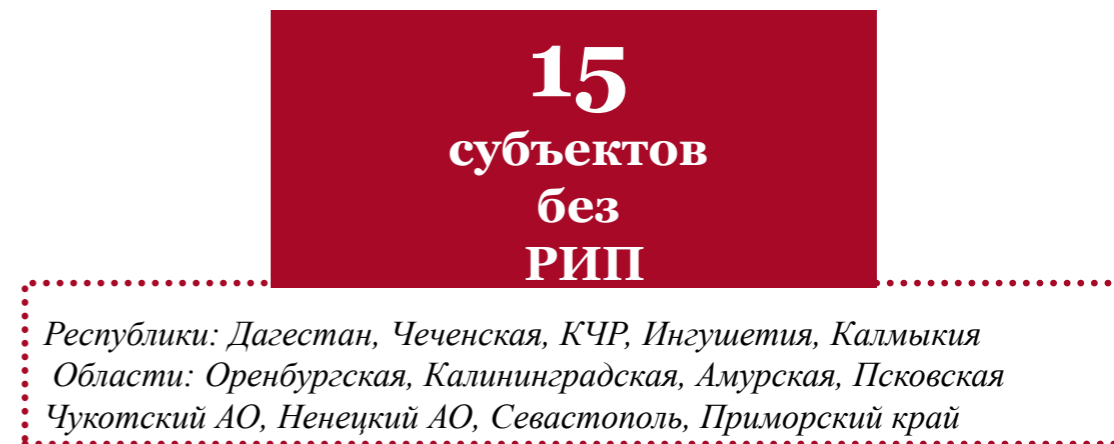 15
субъектов
без
РИП
Республики: Дагестан, Чеченская, КЧР, Ингушетия, Калмыкия
Области: Оренбургская, Калининградская, Амурская, Псковская
Чукотский АО, Ненецкий АО, Севастополь, Приморский край